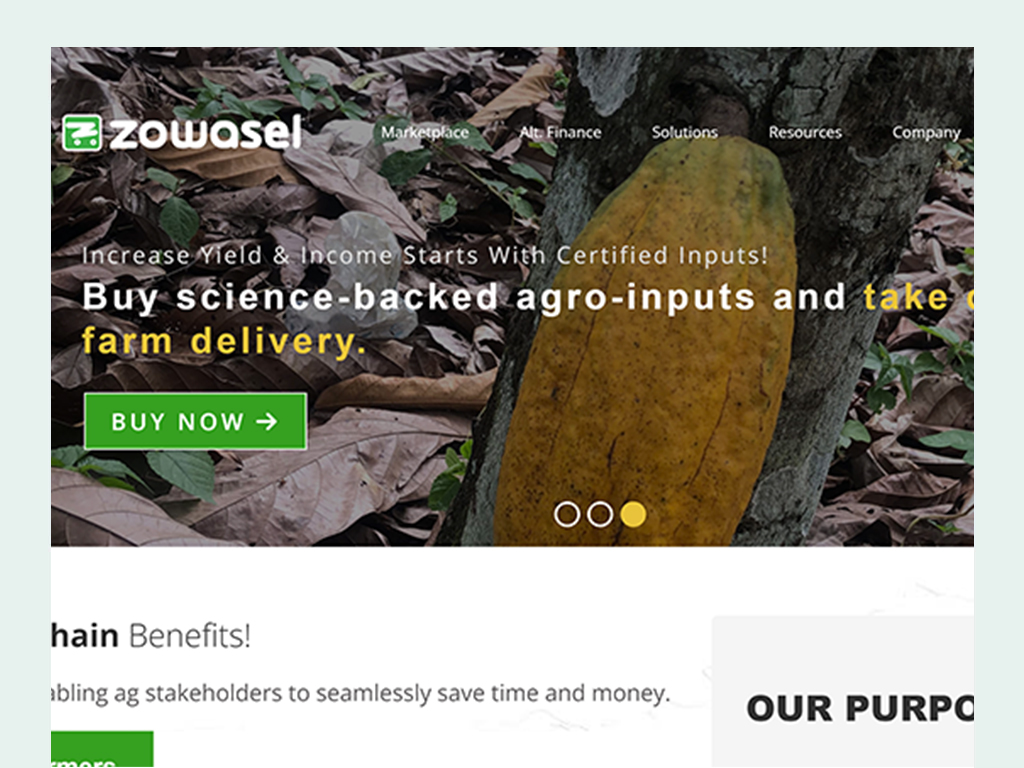 zowasel
Marketplace Alt. Finance Solutions Resources Company
Increase Yield & Income Starts With Certified Inputs!
Buy science-backed agro-inputs and take
farm delivery.
BUY NOW →
hain Benefits!
abling ag stakeholders to seamlessly save time and money.
OUR PURPO
rmers